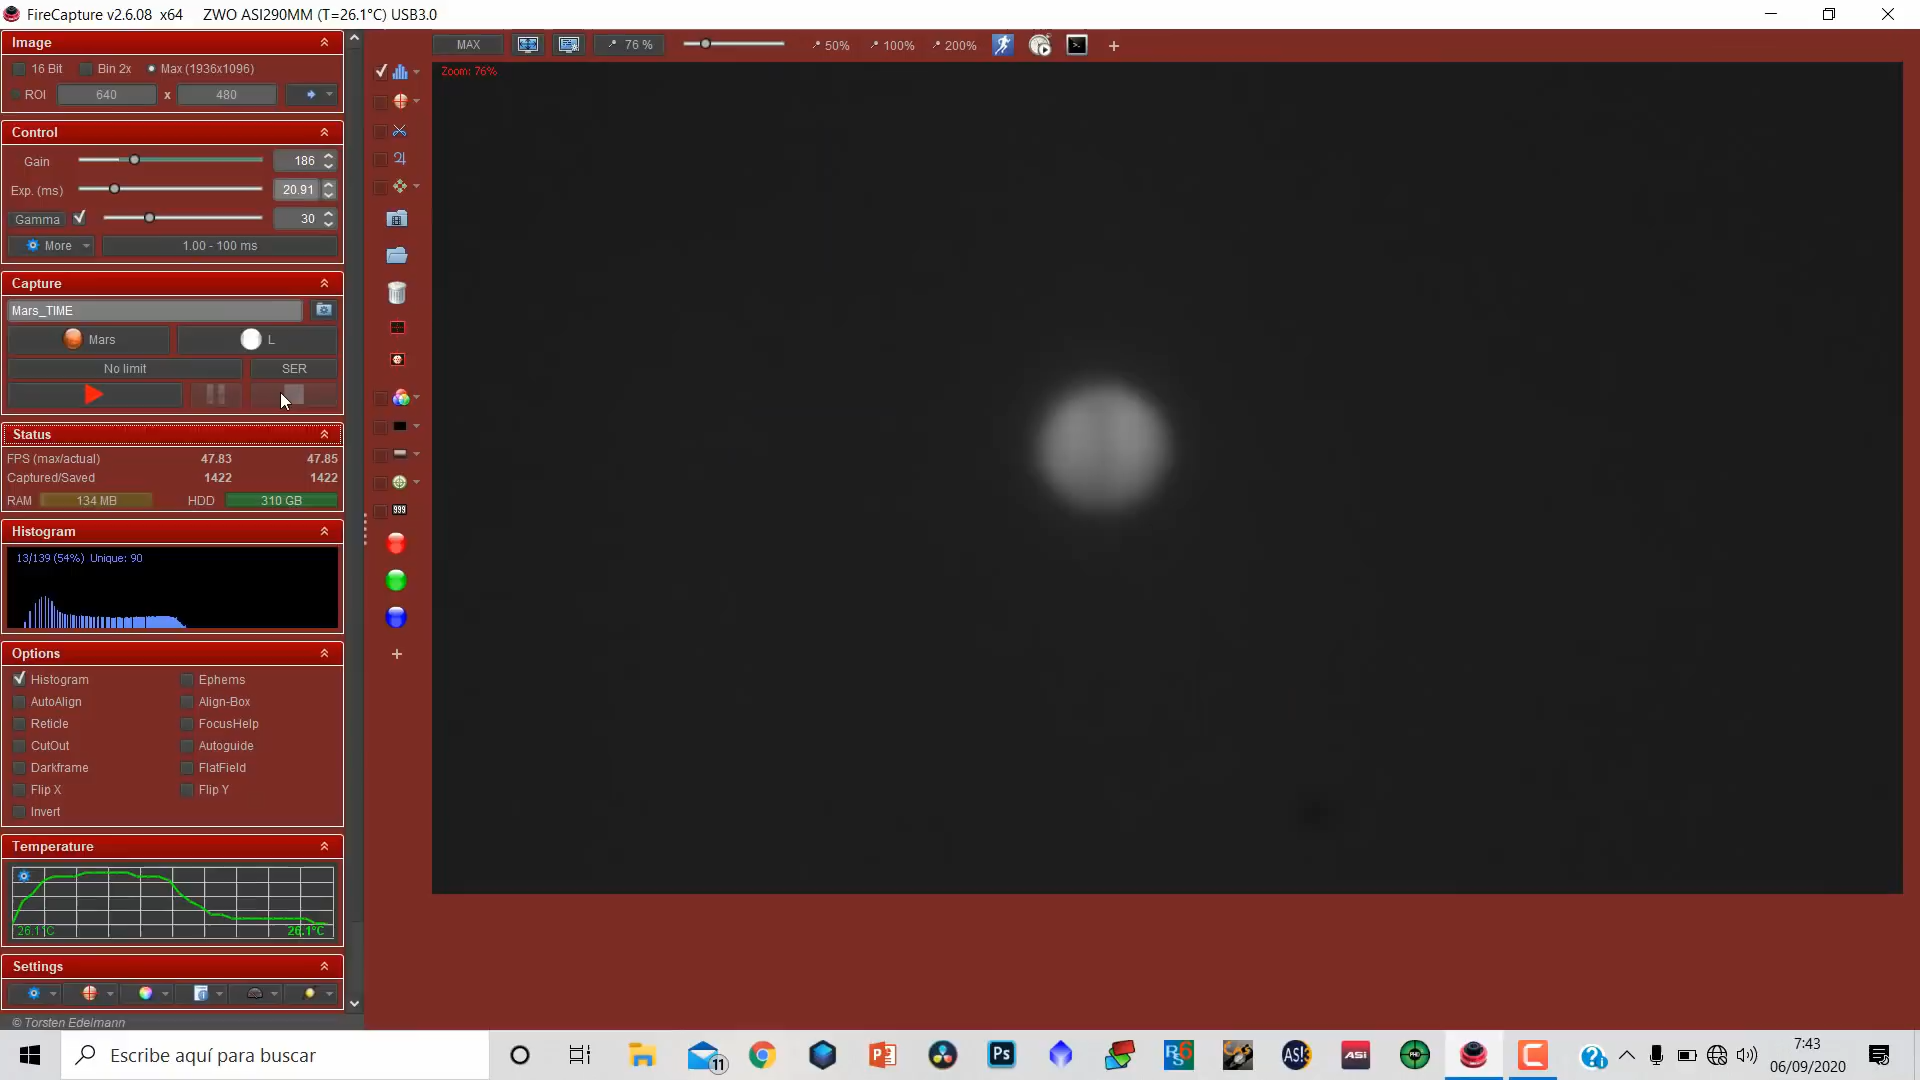 FireCapture v2.6.08 x64 ZWO ASI290MM (T=26.1°C) USB3.0
Image
MAX
76 %
50%
100%
200%
16 Bit
Bin 2x
Max (1936x1096)
ROI
640
x
480
Zoom: 76%
Control
Gain
186
Exp. (ms)
20.91
Gamma
30
More
1.00 - 100 ms
Capture
Mars_TIME
Mars
L
No limit
SER
Status
FPS (max/actual) 47.83 47.85
Captured/Saved 1422 1422
RAM 134 MB HDD 310 GB
999
Histogram
13/139 (54%) Unique: 90
Options
Histogram
Ephems
AutoAlign
Align-Box
Reticle
FocusHelp
CutOut
Autoguide
Darkframe
FlatField
Flip X
Flip Y
Invert
Temperature
26.1°C
26.1°C
Settings
© Torsten Edelmann
Escribe aquí para buscar
11
Ps
ASI
7:43
06/09/2020